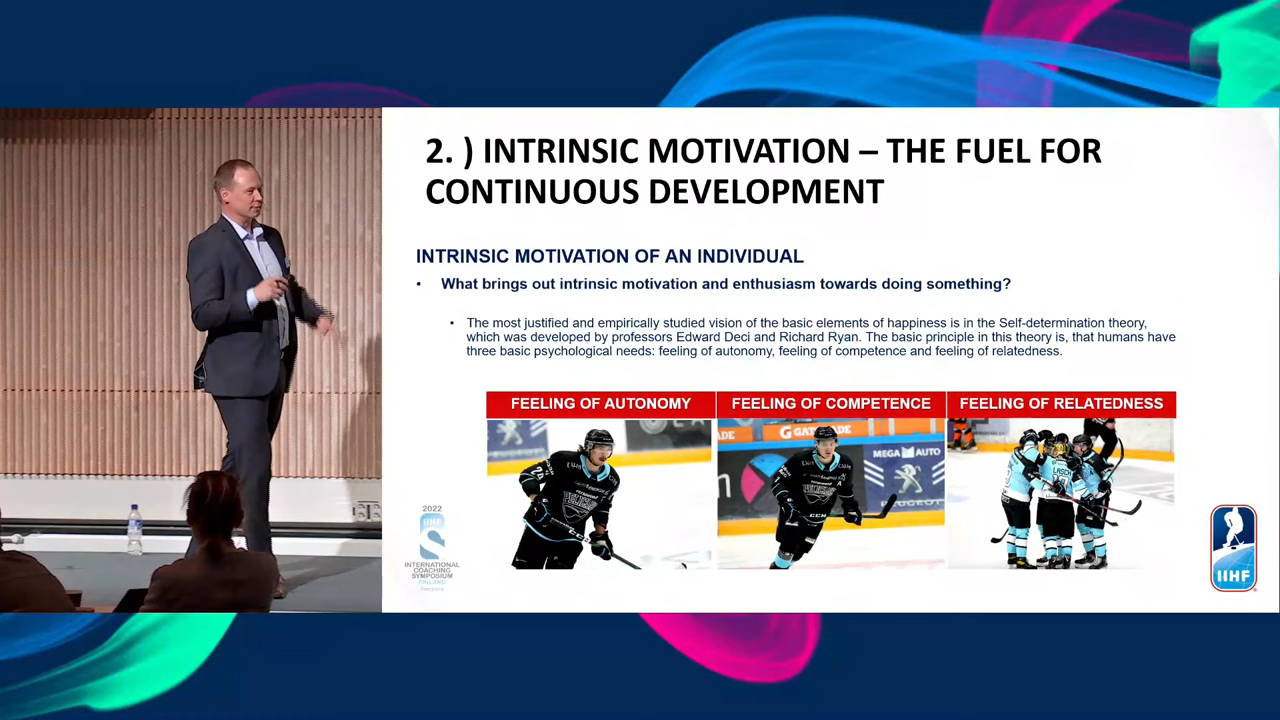 2. ) INTRINSIC MOTIVATION – THE FUEL FOR
CONTINUOUS DEVELOPMENT
INTRINSIC MOTIVATION OF AN INDIVIDUAL
• What brings out intrinsic motivation and enthusiasm towards doing something?
• The most justified and empirically studied vision of the basic elements of happiness is in the Self-determination theory,
which was developed by professors Edward Deci and Richard Ryan. The basic principle in this theory is, that humans have
three basic psychological needs: feeling of autonomy, feeling of competence and feeling of relatedness.
FEELING OF AUTONOMY
FEELING OF COMPETENCE
FEELING OF RELATEDNESS
ADE
GATORADE
MEGA AUTO
PEUGEOT
CCM
LASCH
24
2022
IIHF
INTERNATIONAL
COACHING
SYMPOSIUM
FINLAND
IIHF